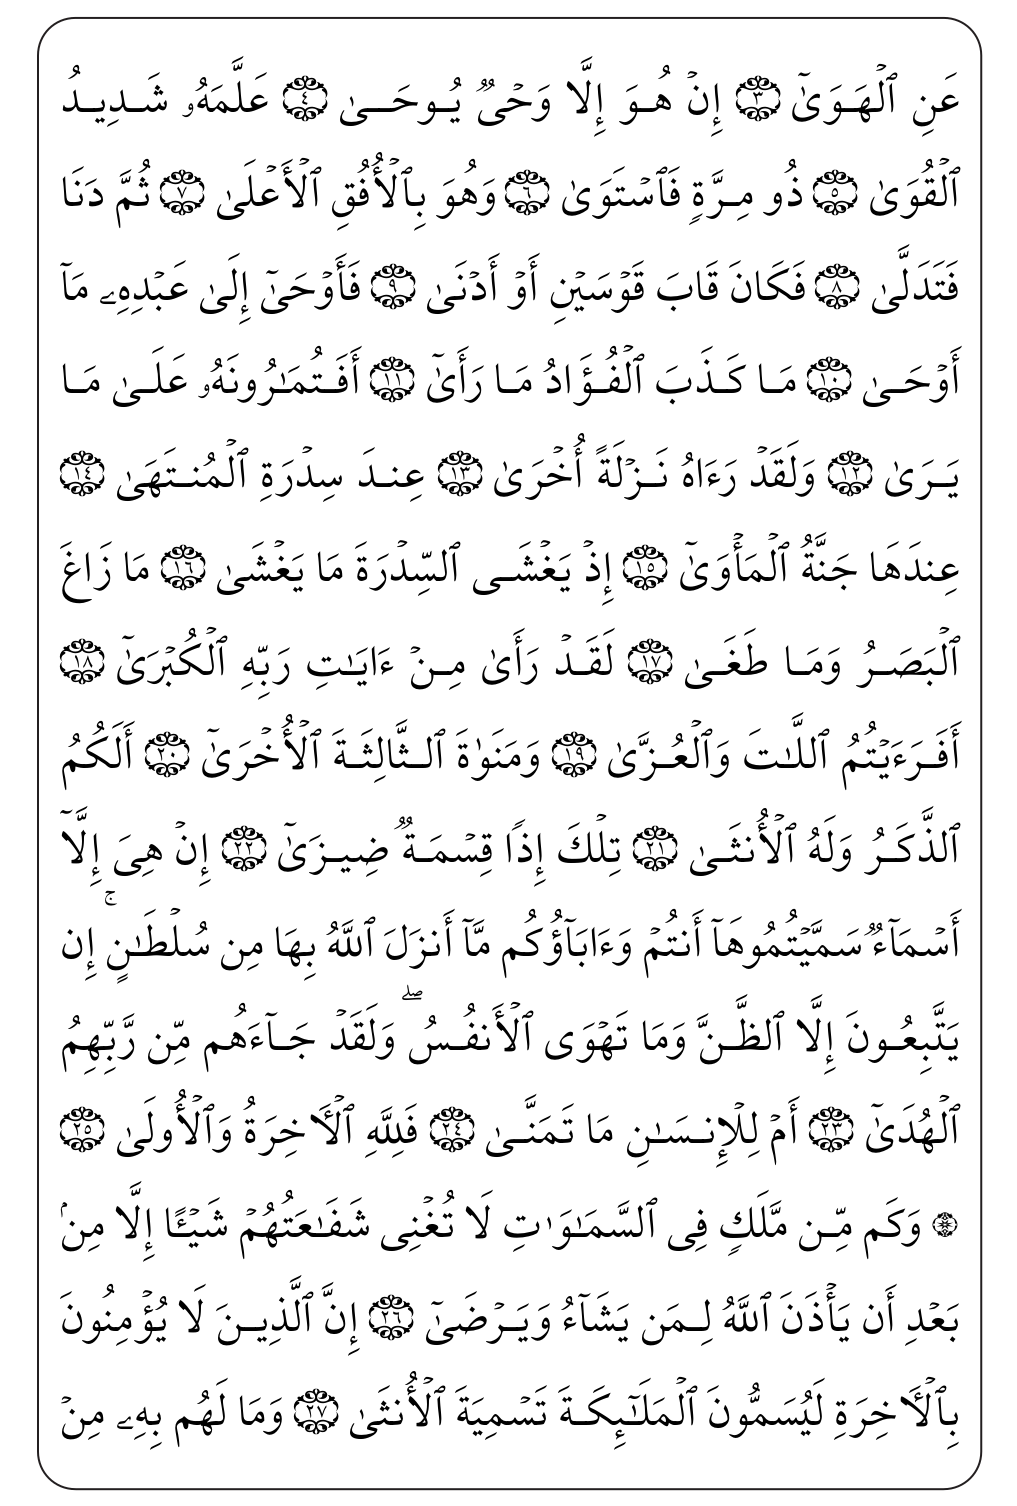 عَنِ ٱلْهَوَىٰٓ ﴿٣﴾ إِنْ هُوَ إِلَّا وَحْىٌ يُوحَىٰ ﴿٤﴾ عَلَّمَهُۥ شَدِيدُ
ٱلْقُوَىٰ ﴿٥﴾ ذُو مِرَّةٍ فَٱسْتَوَىٰ ﴿٦﴾ وَهُوَ بِٱلْأُفُقِ ٱلْأَعْلَىٰ ﴿٧﴾ ثُمَّ دَنَا
فَتَدَلَّىٰ ﴿٨﴾ فَكَانَ قَابَ قَوْسَيْنِ أَوْ أَدْنَىٰ ﴿٩﴾ فَأَوْحَىٰٓ إِلَىٰ عَبْدِهِۦ مَآ
أَوْحَىٰ ﴿١٠﴾ مَا كَذَبَ ٱلْفُؤَادُ مَا رَأَىٰٓ ﴿١١﴾ أَفَتُمَـٰرُونَهُۥ عَلَىٰ مَا
يَرَىٰ ﴿١٢﴾ وَلَقَدْ رَءَاهُ نَزْلَةً أُخْرَىٰ ﴿١٣﴾ عِندَ سِدْرَةِ ٱلْمُنتَهَىٰ ﴿١٤﴾
عِندَهَا جَنَّةُ ٱلْمَأْوَىٰٓ ﴿١٥﴾ إِذْ يَغْشَى ٱلسِّدْرَةَ مَا يَغْشَىٰ ﴿١٦﴾ مَا زَاغَ
ٱلْبَصَرُ وَمَا طَغَىٰ ﴿١٧﴾ لَقَدْ رَأَىٰ مِنْ ءَايَـٰتِ رَبِّهِ ٱلْكُبْرَىٰٓ ﴿١٨﴾
أَفَرَءَيْتُمُ ٱللَّـٰتَ وَٱلْعُزَّىٰ ﴿١٩﴾ وَمَنَوٰةَ ٱلثَّالِثَةَ ٱلْأُخْرَىٰٓ ﴿٢٠﴾ أَلَكُمُ
ٱلذَّكَرُ وَلَهُ ٱلْأُنثَىٰ ﴿٢١﴾ تِلْكَ إِذًا قِسْمَةٌ ضِيزَىٰٓ ﴿٢٢﴾ إِنْ هِىَ إِلَّآ
أَسْمَآءٌ سَمَّيْتُمُوهَآ أَنتُمْ وَءَابَآؤُكُم مَّآ أَنزَلَ ٱللَّهُ بِهَا مِن سُلْطَـٰنٍ ۚ إِن
يَتَّبِعُونَ إِلَّا ٱلظَّنَّ وَمَا تَهْوَى ٱلْأَنفُسُ ۖ وَلَقَدْ جَآءَهُم مِّن رَّبِّهِمُ
ٱلْهُدَىٰٓ ﴿٢٣﴾ أَمْ لِلْإِنسَـٰنِ مَا تَمَنَّىٰ ﴿٢٤﴾ فَلِلَّهِ ٱلْـَٔاخِرَةُ وَٱلْأُولَىٰ ﴿٢٥﴾
۞ وَكَم مِّن مَّلَكٍ فِى ٱلسَّمَـٰوَٰتِ لَا تُغْنِى شَفَـٰعَتُهُمْ شَيْـًٔا إِلَّا مِنۢ
بَعْدِ أَن يَأْذَنَ ٱللَّهُ لِمَن يَشَآءُ وَيَرْضَىٰٓ ﴿٢٦﴾ إِنَّ ٱلَّذِينَ لَا يُؤْمِنُونَ
بِٱلْـَٔاخِرَةِ لَيُسَمُّونَ ٱلْمَلَـٰٓئِكَةَ تَسْمِيَةَ ٱلْأُنثَىٰ ﴿٢٧﴾ وَمَا لَهُم بِهِۦ مِنْ